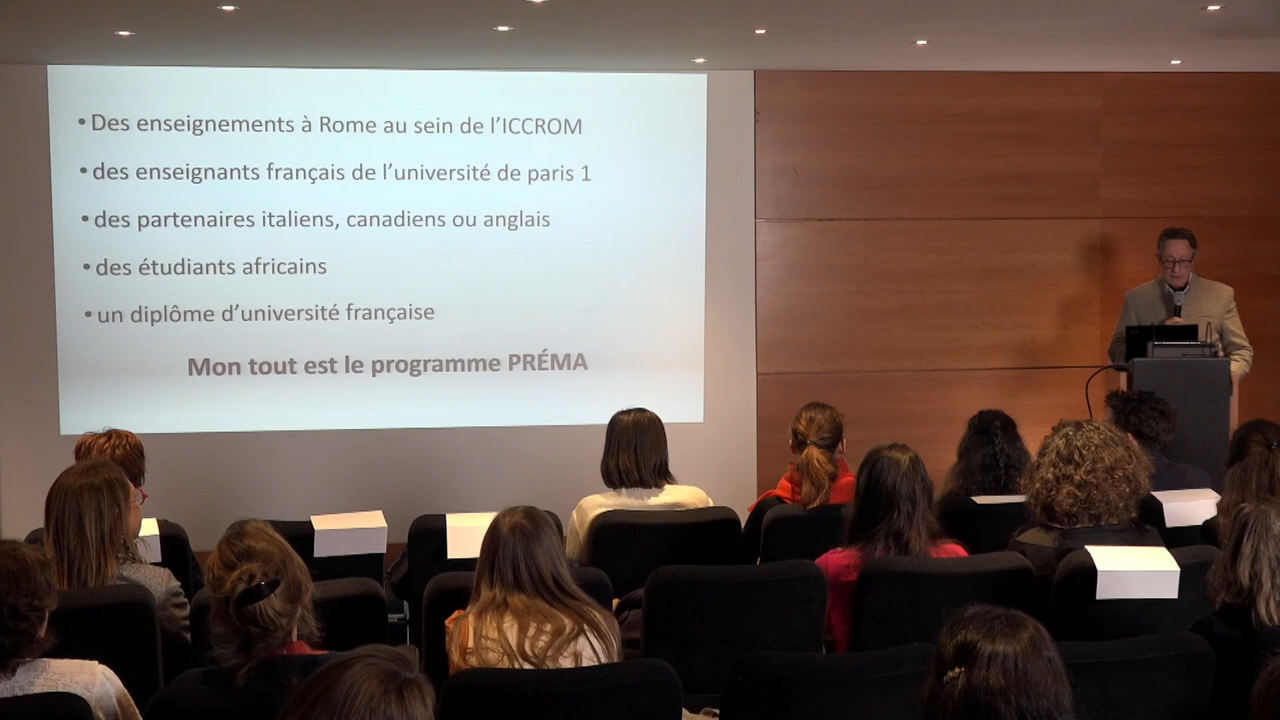 • Des enseignements à Rome au sein de l'ICCROM
• des enseignants français de l'université de paris 1
• des partenaires italiens, canadiens ou anglais
• des étudiants africains
• un diplôme d'université française
Mon tout est le programme PRÉMA